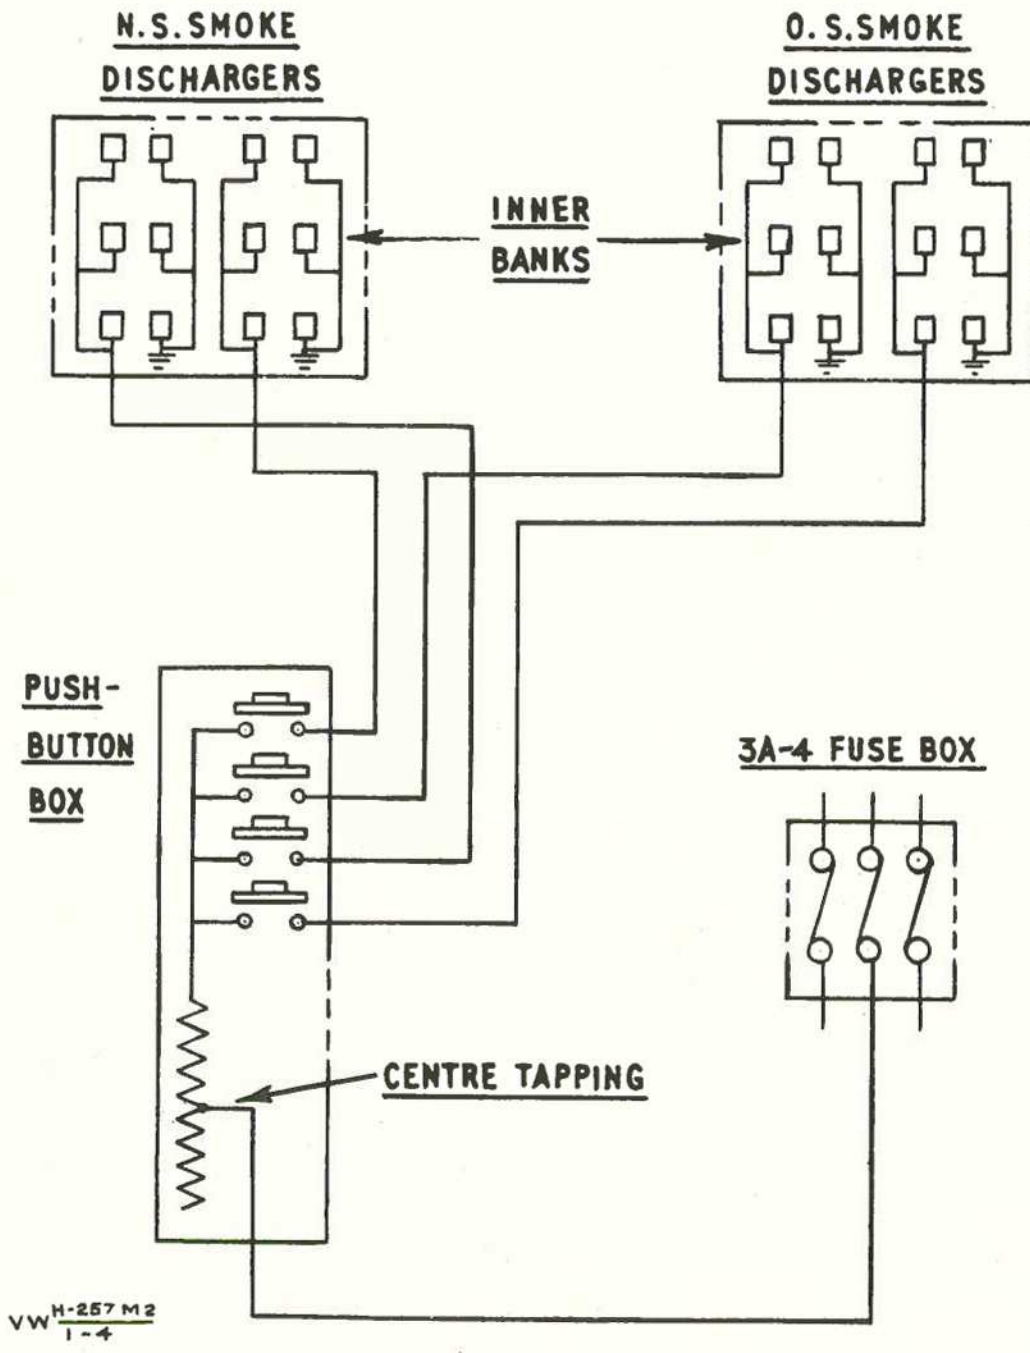 N.S.SMOKE
DISCHARGERS
O.S.SMOKE
DISCHARGERS
INNER
BANKS
PUSH-
BUTTON
BOX
3A-4 FUSE BOX
CENTRE TAPPING
VW H-257 M2
1-4